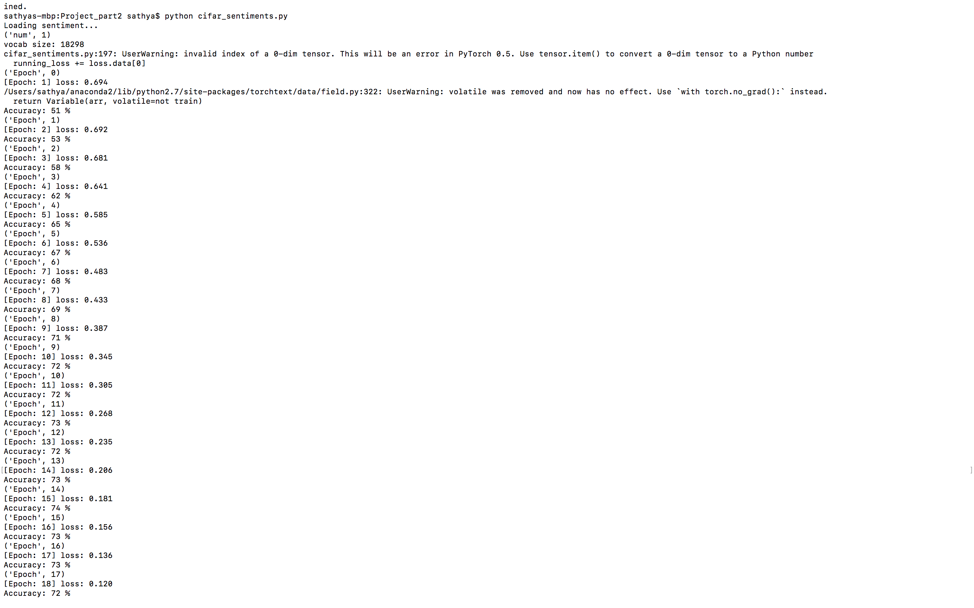 ined.
sathyas-mbp:Project_part2 sathya$ python cifar_sentiments.py
Loading sentiment...
('num', 1)
vocab size: 18298
cifar_sentiments.py:197: UserWarning: invalid index of a 0-dim tensor. This will be an error in PyTorch 0.5. Use tensor.item() to convert a 0-dim tensor to a Python number
  running_loss += loss.data[0]
('Epoch', 0)
[Epoch: 1] loss: 0.694
/Users/sathya/anaconda2/lib/python2.7/site-packages/torchtext/data/field.py:322: UserWarning: volatile was removed and now has no effect. Use `with torch.no_grad():` instead.
  return Variable(arr, volatile=not train)
Accuracy: 51 %
('Epoch', 1)
[Epoch: 2] loss: 0.692
Accuracy: 53 %
('Epoch', 2)
[Epoch: 3] loss: 0.681
Accuracy: 58 %
('Epoch', 3)
[Epoch: 4] loss: 0.641
Accuracy: 62 %
('Epoch', 4)
[Epoch: 5] loss: 0.585
Accuracy: 65 %
('Epoch', 5)
[Epoch: 6] loss: 0.536
Accuracy: 67 %
('Epoch', 6)
[Epoch: 7] loss: 0.483
Accuracy: 68 %
('Epoch', 7)
[Epoch: 8] loss: 0.433
Accuracy: 69 %
('Epoch', 8)
[Epoch: 9] loss: 0.387
Accuracy: 71 %
('Epoch', 9)
[Epoch: 10] loss: 0.345
Accuracy: 72 %
('Epoch', 10)
[Epoch: 11] loss: 0.305
Accuracy: 72 %
('Epoch', 11)
[Epoch: 12] loss: 0.268
Accuracy: 73 %
('Epoch', 12)
[Epoch: 13] loss: 0.235
Accuracy: 72 %
('Epoch', 13)
[Epoch: 14] loss: 0.206
Accuracy: 73 %
('Epoch', 14)
[Epoch: 15] loss: 0.181
Accuracy: 74 %
('Epoch', 15)
[Epoch: 16] loss: 0.156
Accuracy: 73 %
('Epoch', 16)
[Epoch: 17] loss: 0.136
Accuracy: 73 %
('Epoch', 17)
[Epoch: 18] loss: 0.120
Accuracy: 72 %